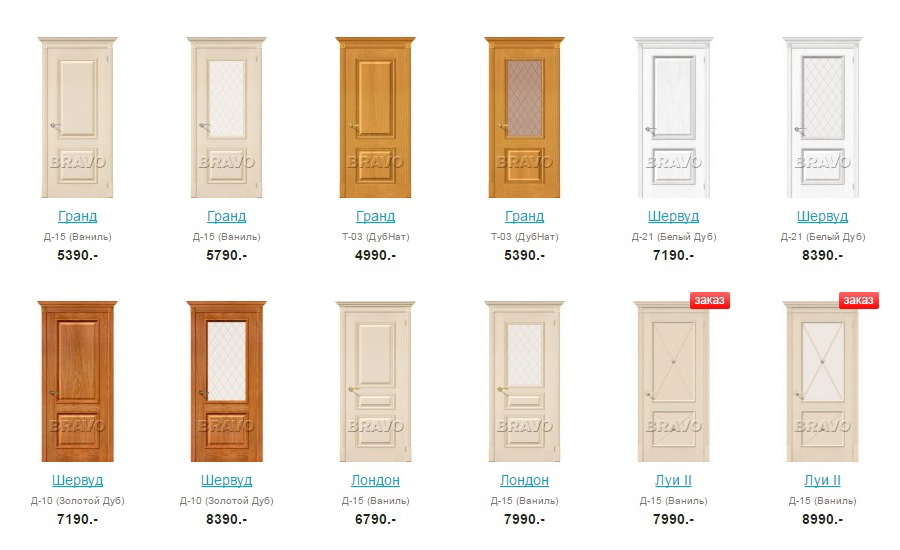 BRAVO BRAVO BRAVO BRAVO BRAVO BRAVO
Гранд Гранд Гранд Гранд Шервуд Шервуд
Д-15 (Ваниль) Д-15 (Ваниль) Т-03 (ДубНат) Т-03 (ДубНат) Д-21 (Белый Дуб) Д-21 (Белый Дуб)
5390.- 5790.- 4990.- 5390.- 7190.- 8390.-
заказ заказ
BRAVO BRAVO BRAVO BRAVO BRAVO BRAVO
Шервуд Шервуд Лондон Лондон Луи II Луи II
Д-10 (Золотой Дуб) Д-10 (Золотой Дуб) Д-15 (Ваниль) Д-15 (Ваниль) Д-15 (Ваниль) Д-15 (Ваниль)
7190.- 8390.- 6790.- 7990.- 7990.- 8990.-